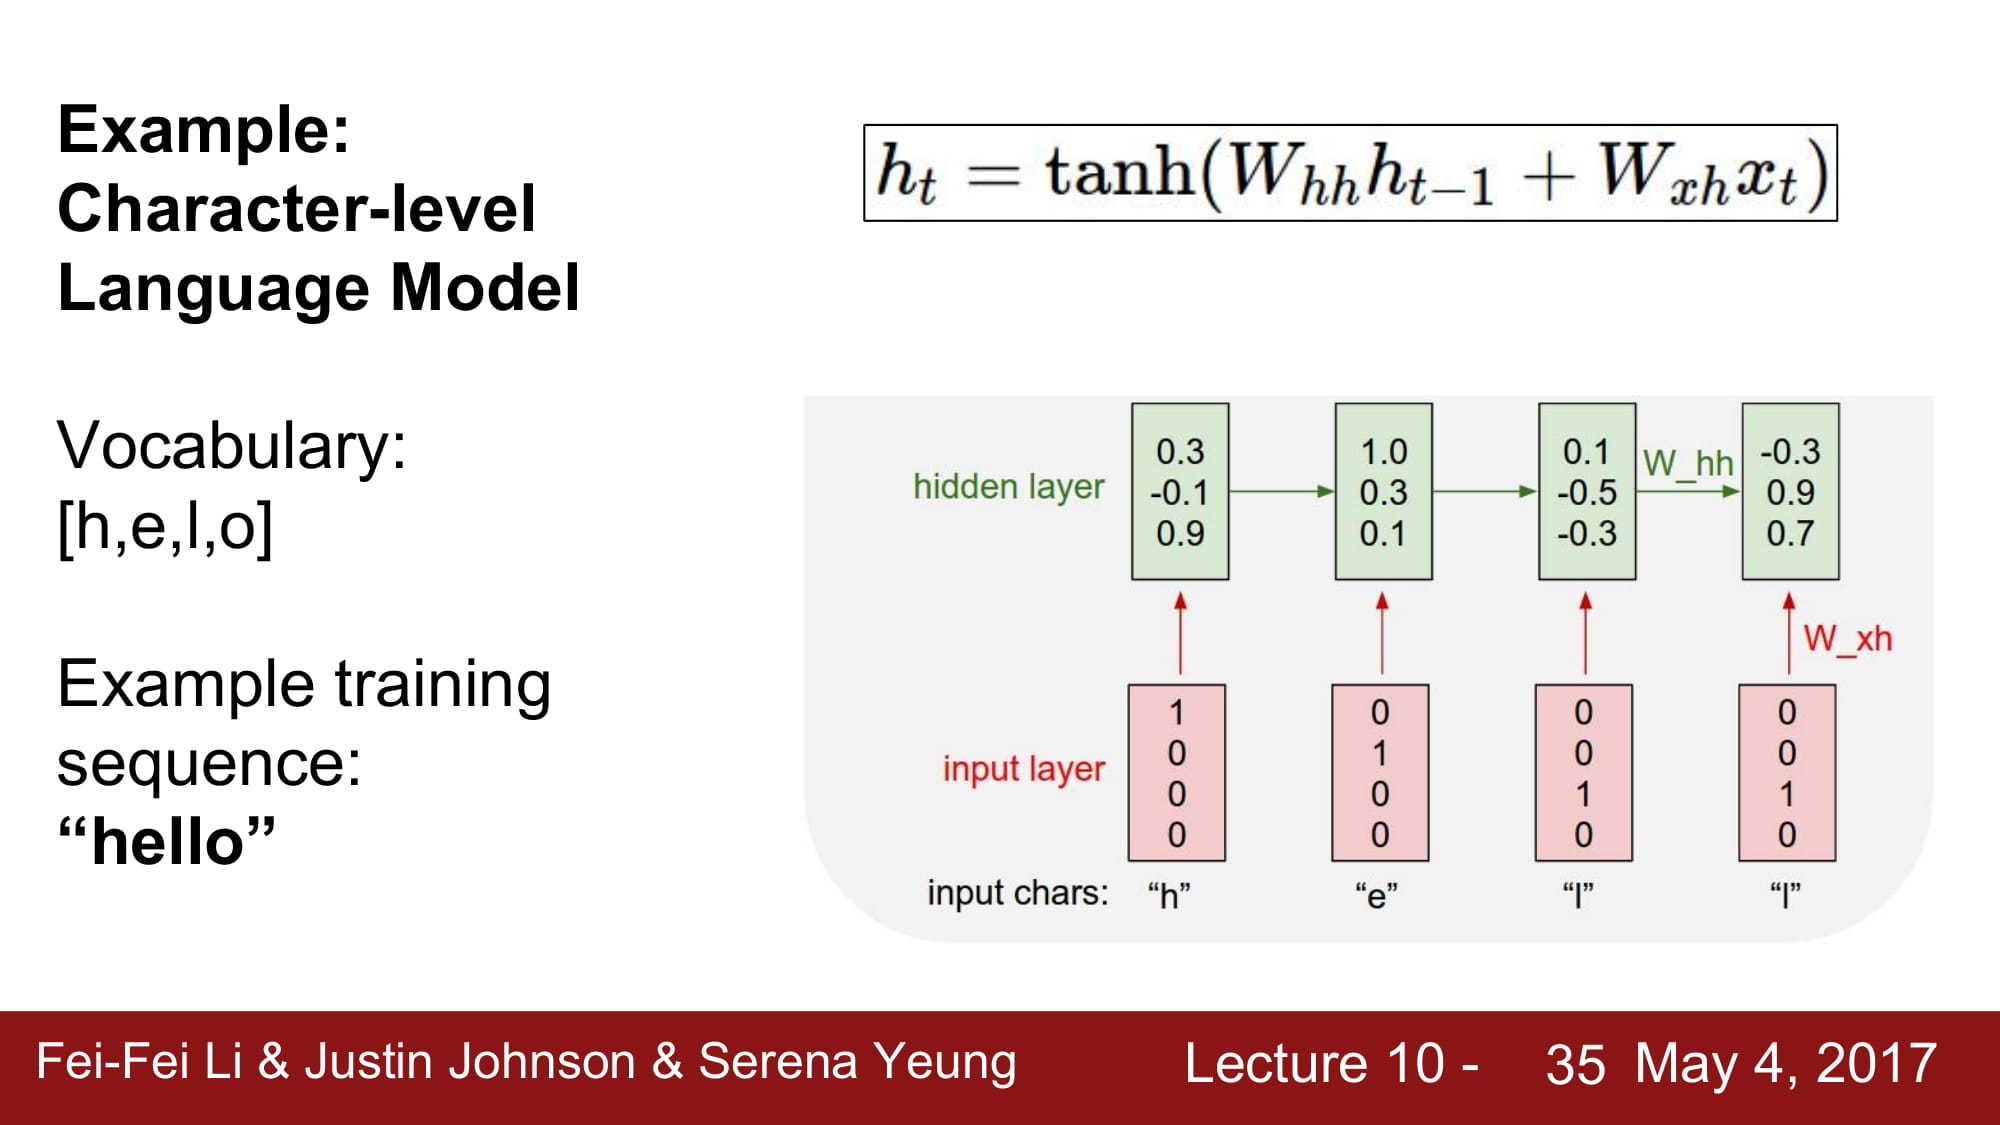 Example:
Character-level
Language Model
Vocabulary:
[h,e,l,o]
Example training
sequence:
“hello”
h_t = tanh(W_{hh}h_{t−1} + W_{xh}x_t)
hidden layer
0.3 1.0 0.1 W_hh -0.3
-0.1 0.3 -0.5 0.9
0.9 0.1 -0.3 0.7
W_xh
input layer
1 0 0 0
0 1 0 0
0 0 1 1
0 0 0 0
input chars: “h” “e” “l” “l”
Fei-Fei Li & Justin Johnson & Serena Yeung Lecture 10 - 35 May 4, 2017